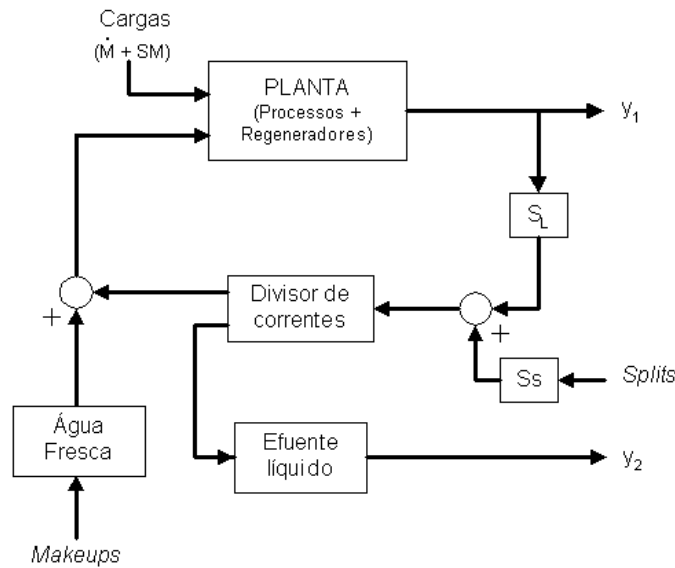 Cargas
(Ṁ + SM)
PLANTA
(Processos +
Regeneradores)
y1
SL
+
Divisor de
correntes
+
Ss
Splits
Água
Fresca
Efuente
líquido
y2
Makeups